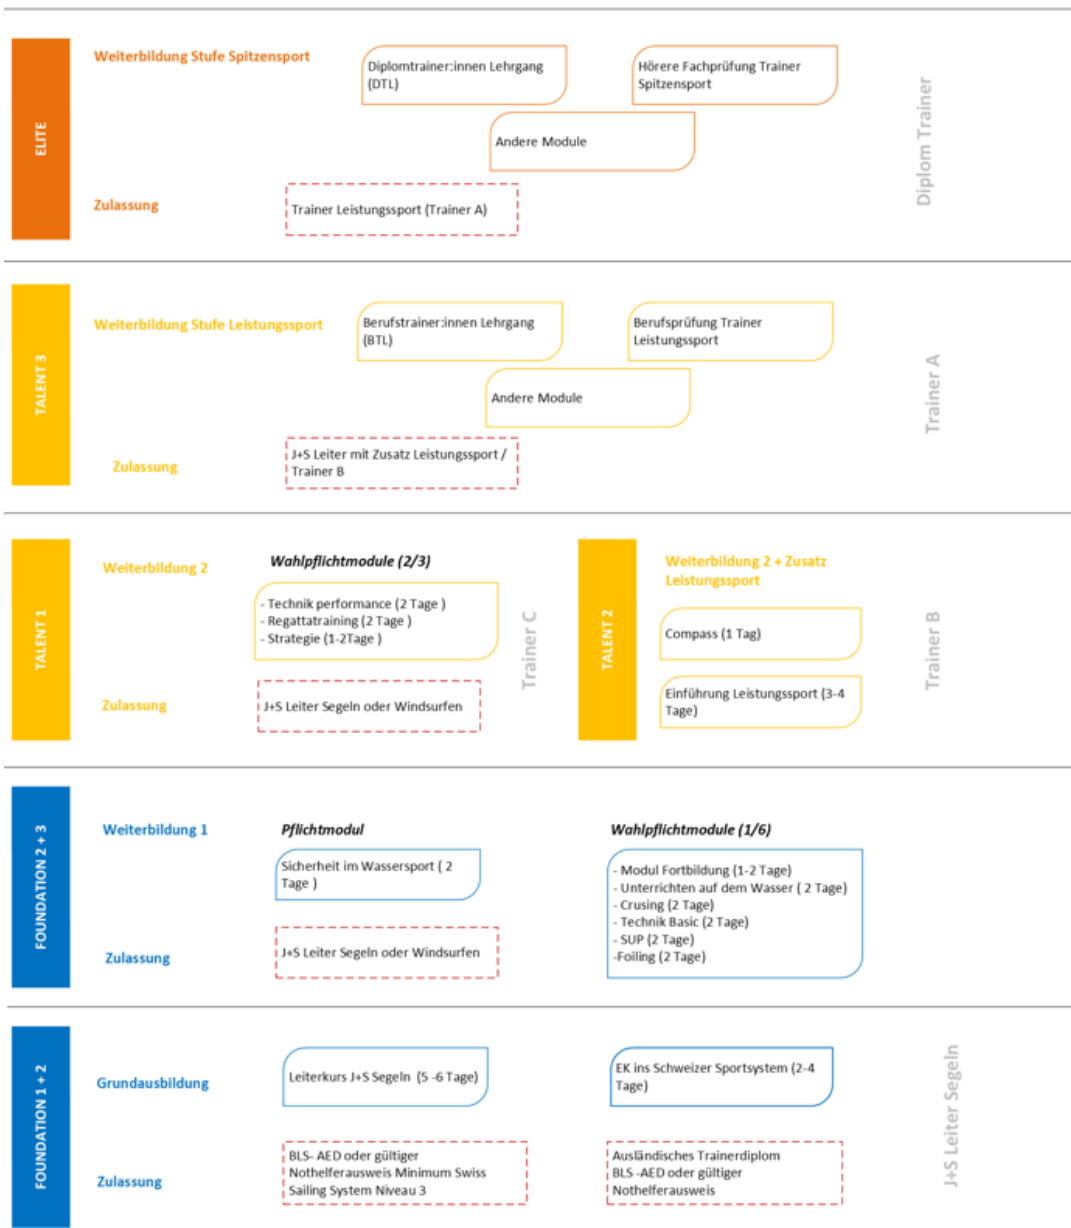 ELITE
Weiterbildung Stufe Spitzensport
Diplomtrainer:innen Lehrgang
(DTL)
Hörere Fachprüfung Trainer
Spitzensport
Andere Module
Zulassung
Trainer Leistungssport (Trainer A)
Diplom Trainer
TALENT 3
Weiterbildung Stufe Leistungssport
Berufstrainer:innen Lehrgang
(BTL)
Berufsprüfung Trainer
Leistungssport
Andere Module
Zulassung
J+S Leiter mit Zusatz Leistungssport /
Trainer B
Trainer A
TALENT 1
Weiterbildung 2
Wahlpflichtmodule (2/3)
- Technik performance (2 Tage )
- Regattatraining (2 Tage )
- Strategie (1-2Tage )
Zulassung
J+S Leiter Segeln oder Windsurfen
Trainer C
TALENT 2
Weiterbildung 2 + Zusatz
Leistungssport
Compass (1 Tag)
Einführung Leistungssport (3-4
Tage)
Trainer B
FOUNDATION 2 + 3
Weiterbildung 1
Pflichtmodul
Sicherheit im Wassersport ( 2
Tage )
Wahlpflichtmodule (1/6)
- Modul Fortbildung (1-2 Tage)
- Unterrichten auf dem Wasser ( 2 Tage)
- Crusing (2 Tage)
- Technik Basic (2 Tage)
- SUP (2 Tage)
-Foiling (2 Tage)
Zulassung
J+S Leiter Segeln oder Windsurfen
FOUNDATION 1 + 2
Grundausbildung
Leiterkurs J+S Segeln  (5 -6 Tage)
EK ins Schweizer Sportsystem (2-4
Tage)
Zulassung
BLS- AED oder gültiger
Nothelferausweis Minimum Swiss
Sailing System Niveau 3
Ausländisches Trainerdiplom
BLS -AED oder gültiger
Nothelferausweis
J+S Leiter Segeln